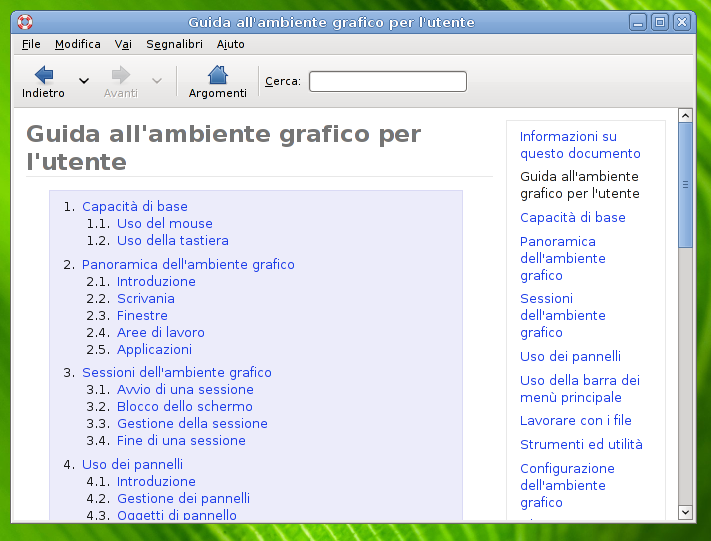 Guida all'ambiente grafico per l'utente
File Modifica Vai Segnalibri Aiuto
Indietro Avanti Argomenti Cerca:
Guida all'ambiente grafico per
l'utente
1. Capacità di base
1.1. Uso del mouse
1.2. Uso della tastiera
2. Panoramica dell'ambiente grafico
2.1. Introduzione
2.2. Scrivania
2.3. Finestre
2.4. Aree di lavoro
2.5. Applicazioni
3. Sessioni dell'ambiente grafico
3.1. Avvio di una sessione
3.2. Blocco dello schermo
3.3. Gestione della sessione
3.4. Fine di una sessione
4. Uso dei pannelli
4.1. Introduzione
4.2. Gestione dei pannelli
4.3. Oggetti di pannello
Informazioni su
questo documento
Guida all'ambiente
grafico per l'utente
Capacità di base
Panoramica
dell'ambiente
grafico
Sessioni
dell'ambiente
grafico
Uso dei pannelli
Uso della barra dei
menù principale
Lavorare con i file
Strumenti ed utilità
Configurazione
dell'ambiente
grafico